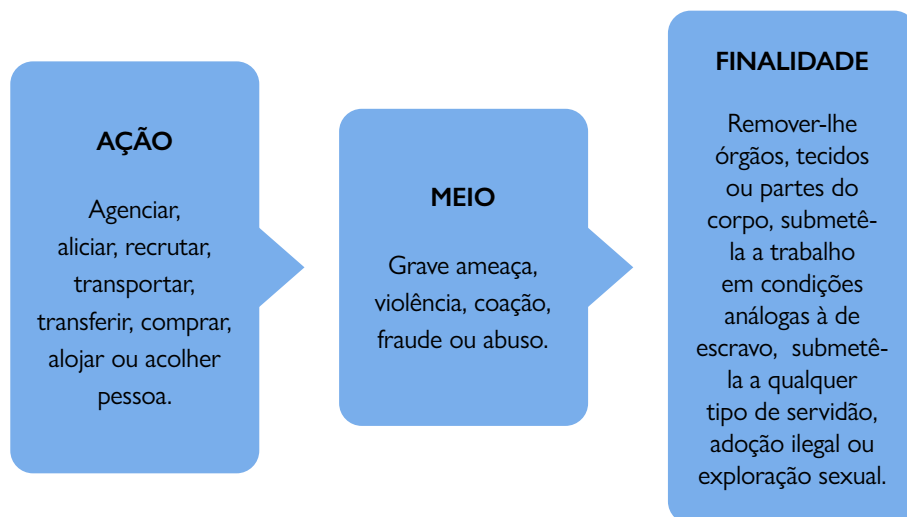 AÇÃO
Agenciar,
aliciar, recrutar,
transportar,
transferir, comprar,
alojar ou acolher
pessoa.
MEIO
Grave ameaça,
violência, coação,
fraude ou abuso.
FINALIDADE
Remover-lhe
órgãos, tecidos
ou partes do
corpo, submetê-
la a trabalho
em condições
análogas à de
escravo, submetê-
la a qualquer
tipo de servidão,
adoção ilegal ou
exploração sexual.